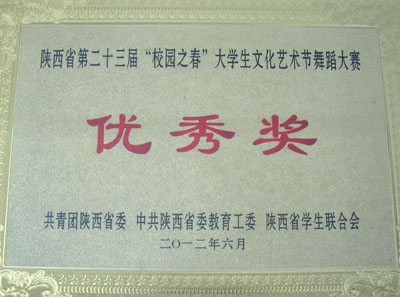 陕西省第二十三届“校园之春”大学生文化艺术节舞蹈大赛
优秀奖
共青团陕西省委 中共陕西省委教育工委 陕西省学生联合会
二〇一二年六月